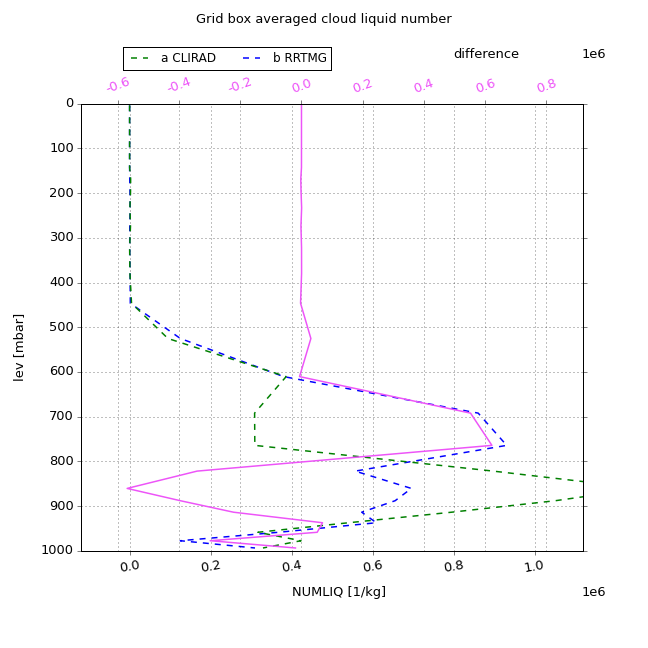 Grid box averaged cloud liquid number
a CLIRAD b RRTMG
difference 1e6
-0.6 -0.4 -0.2 0.0 0.2 0.4 0.6 0.8
0
100
200
300
400
500
600
700
800
900
1000
lev [mbar]
0.0 0.2 0.4 0.6 0.8 1.0
NUMLIQ [1/kg] 1e6